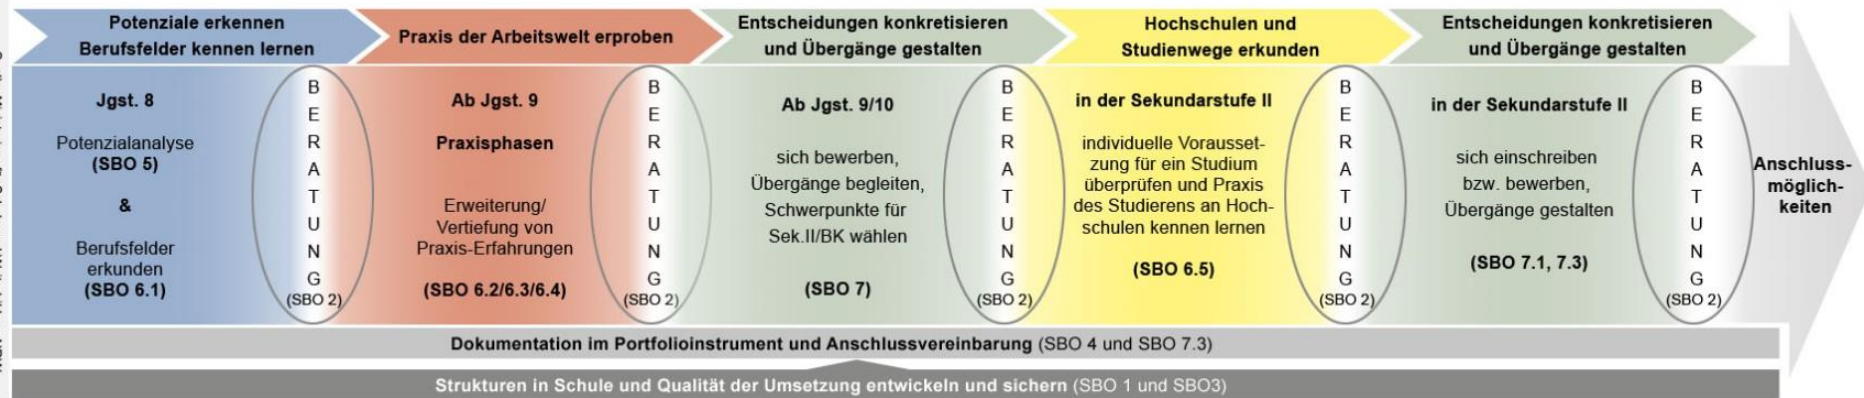 Potenziale erkennen
Berufsfelder kennen lernen
Praxis der Arbeitswelt erproben
Entscheidungen konkretisieren
und Übergänge gestalten
Hochschulen und
Studienwege erkunden
Entscheidungen konkretisieren
und Übergänge gestalten
Jgst. 8
Potenzialanalyse
(SBO 5)
&
Berufsfelder
erkunden
(SBO 6.1)
B
E
R
A
T
U
N
G
(SBO 2)
Ab Jgst. 9
Praxisphasen
Erweiterung/
Vertiefung von
Praxis-Erfahrungen
(SBO 6.2/6.3/6.4)
B
E
R
A
T
U
N
G
(SBO 2)
Ab Jgst. 9/10
sich bewerben,
Übergänge begleiten,
Schwerpunkte für
Sek.II/BK wählen
(SBO 7)
B
E
R
A
T
U
N
G
(SBO 2)
in der Sekundarstufe II
individuelle Vorausset-
zung für ein Studium
überprüfen und Praxis
des Studierens an Hoch-
schulen kennen lernen
(SBO 6.5)
B
E
R
A
T
U
N
G
(SBO 2)
in der Sekundarstufe II
sich einschreiben
bzw. bewerben,
Übergänge gestalten
(SBO 7.1, 7.3)
B
E
R
A
T
U
N
G
(SBO 2)
Anschluss-
möglich-
keiten
Dokumentation im Portfolioinstrument und Anschlussvereinbarung (SBO 4 und SBO 7.3)
Strukturen in Schule und Qualität der Umsetzung entwickeln und sichern (SBO 1 und SBO3)